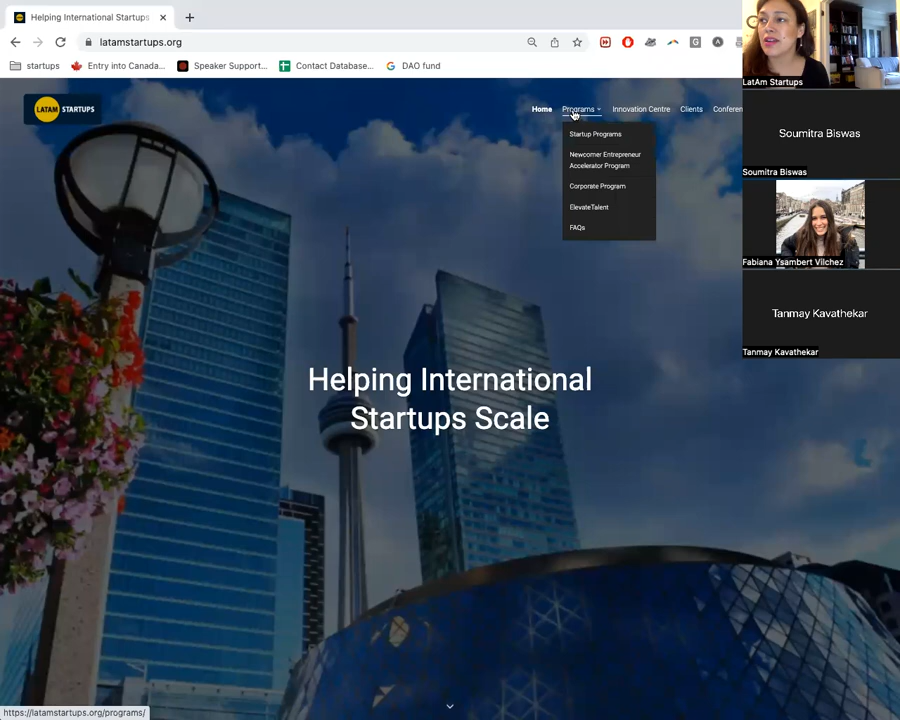 Helping International Startups
latamstartups.org
startups
Entry into Canada...
Speaker Support...
Contact Database...
DAO fund
LATAM STARTUPS
Home
Programs
Innovation Centre
Clients
Conferen
Startup Programs
Newcomer Entrepreneur
Accelerator Program
Corporate Program
ElevateTalent
FAQs
Helping International
Startups Scale
https://latamstartups.org/programs/
LatAm Startups
Soumitra Biswas
Soumitra Biswas
Fabiana Ysambert Vilchez
Tanmay Kavathekar
Tanmay Kavathekar